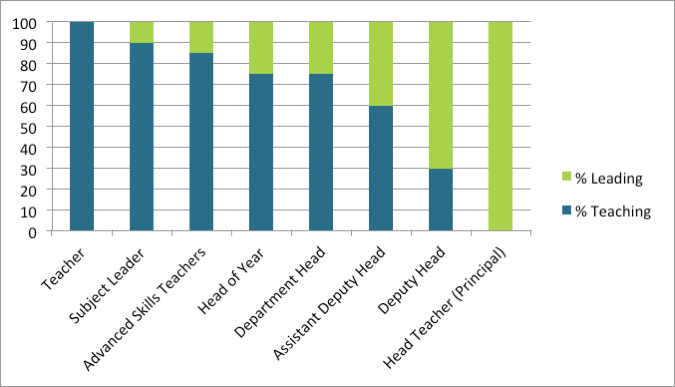 100
90
80
70
60
50
40
30
20
10
0
Teacher
Subject Leader
Advanced Skills Teachers
Head of Year
Department Head
Assistant Deputy Head
Deputy Head
Head Teacher (Principal)
% Leading
% Teaching